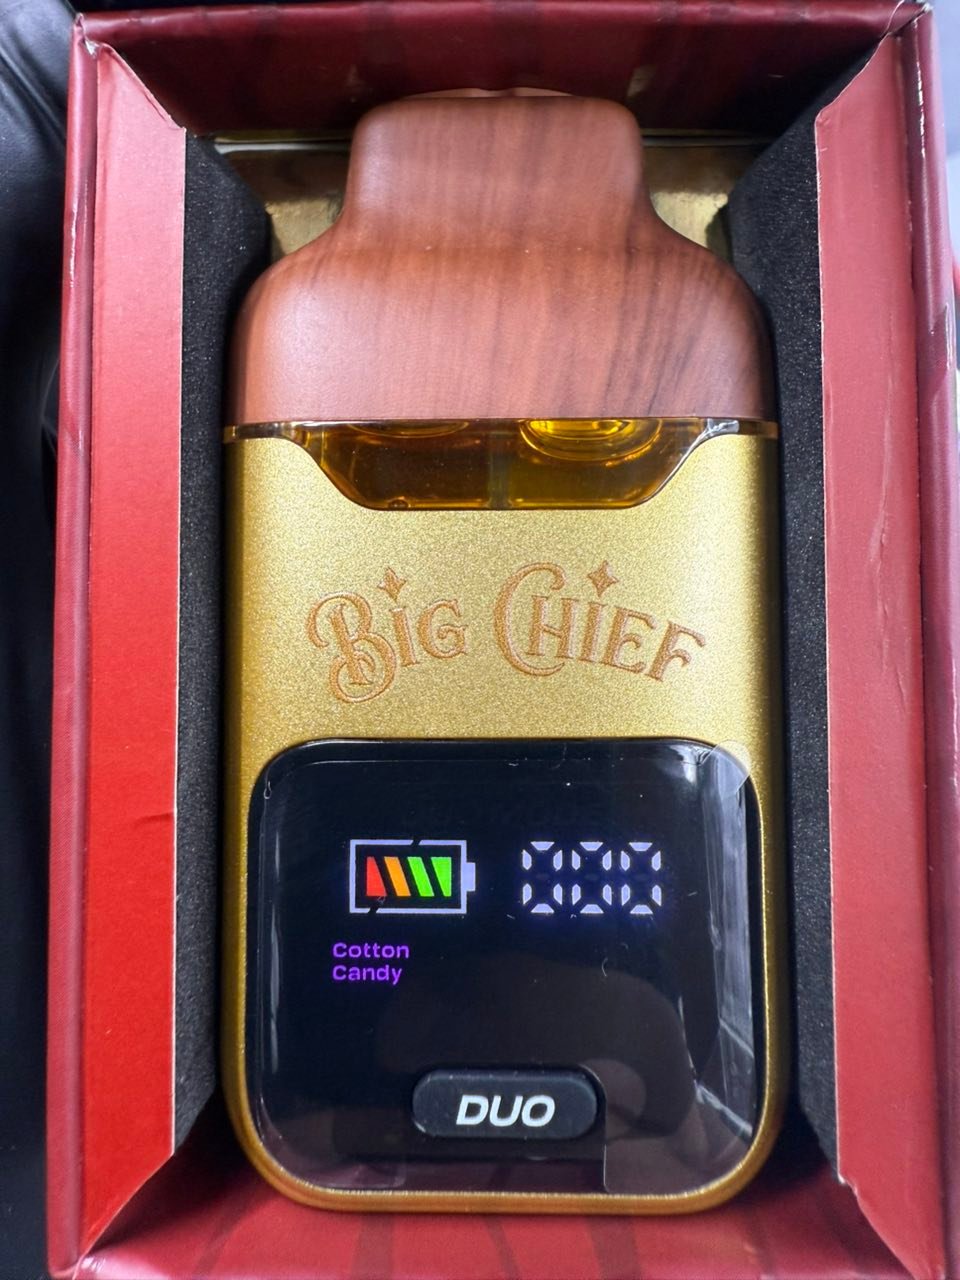 Big Chief
000
Cotton
Candy
DUO